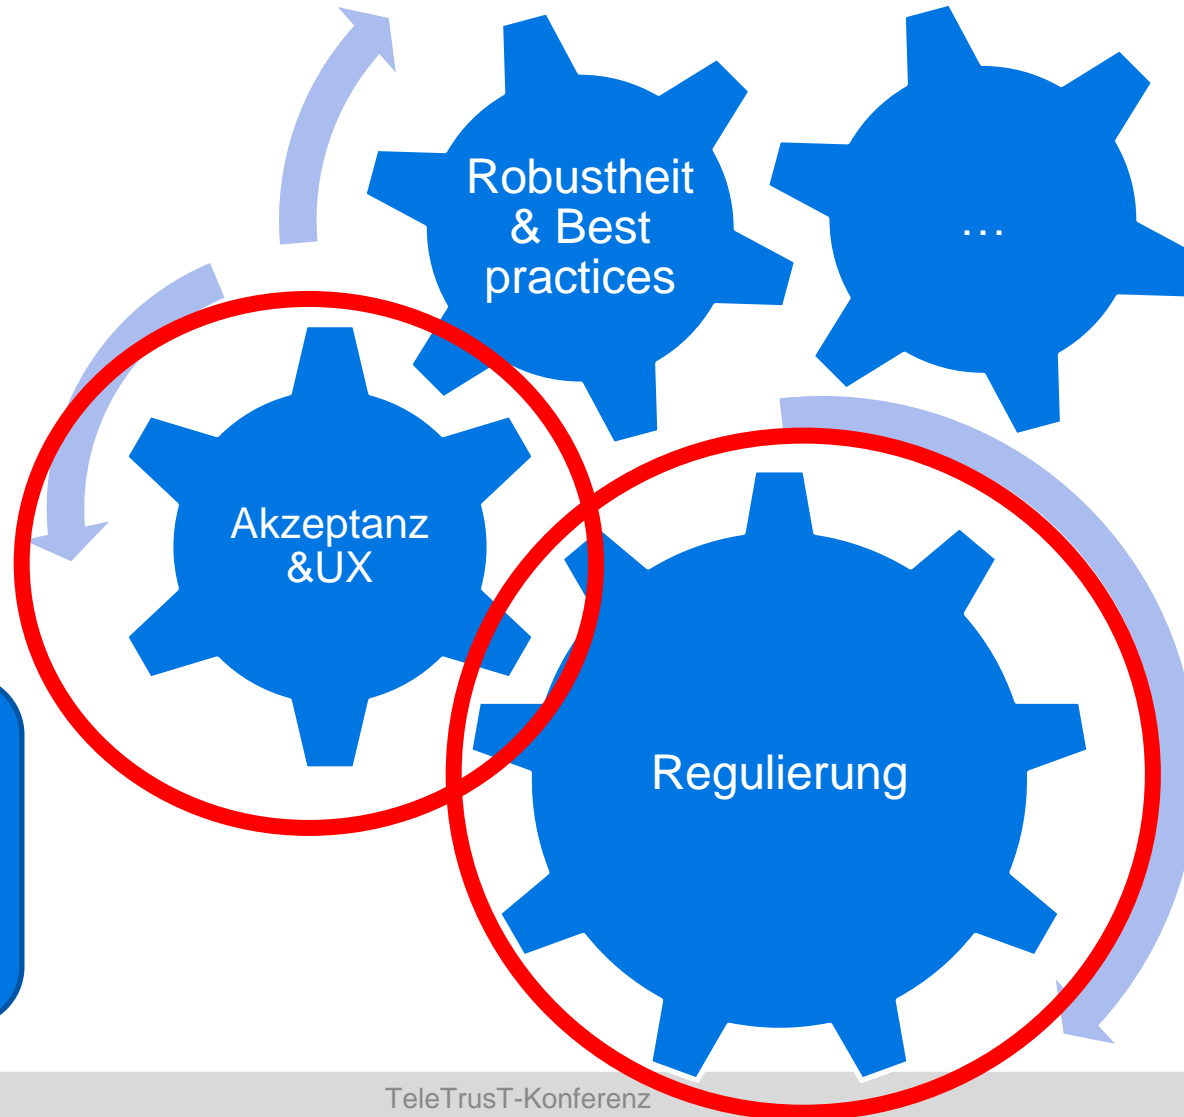 Robustheit
& Best
practices
...
Akzeptanz
&UX
Regulierung
TeleTrusT-Konferenz